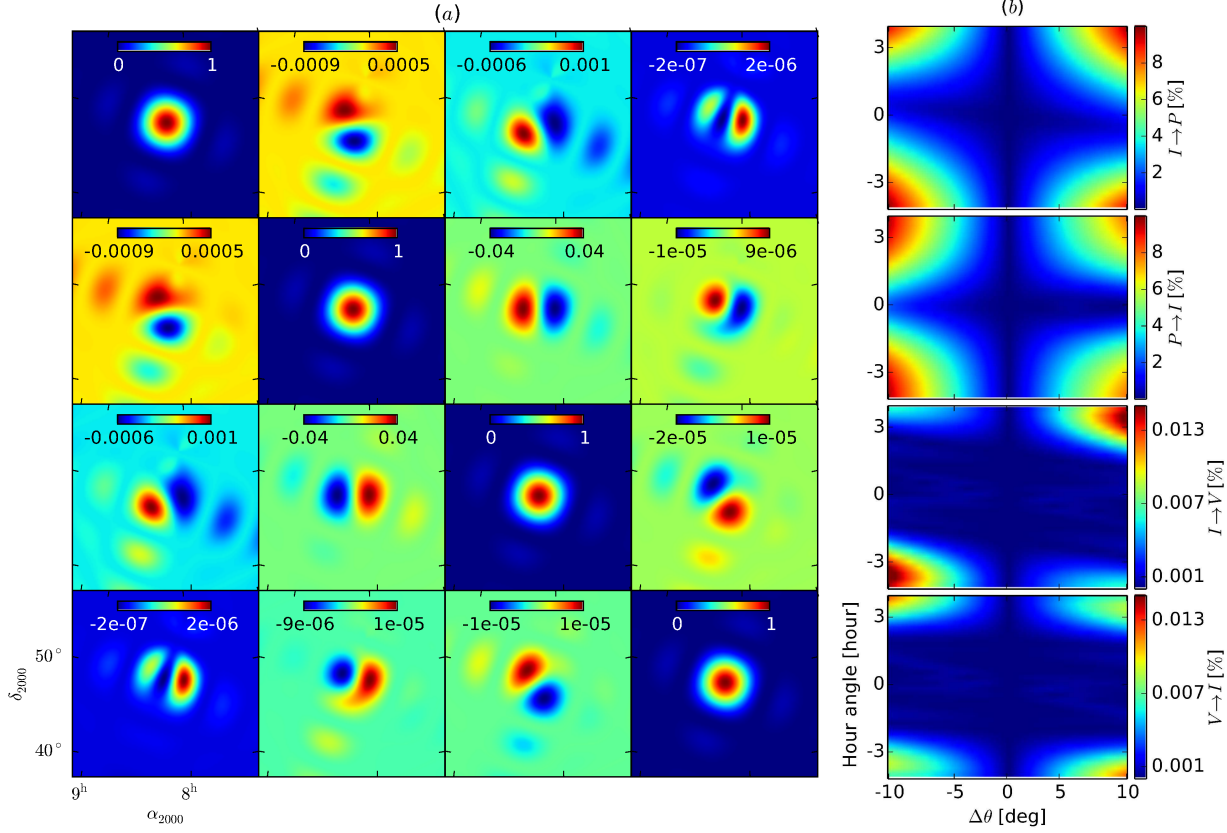 (a)
(b)
0 1
-0.0009 0.0005
-0.0006 0.001
-2e-07 2e-06
-0.0009 0.0005
0 1
-0.04 0.04
-1e-05 9e-06
-0.0006 0.001
-0.04 0.04
0 1
-2e-05 1e-05
-2e-07 2e-06
-9e-06 1e-05
-1e-05 1e-05
0 1
50°
40°
δ2000
9h 8h
α2000
3
0
-3
8
6
4
2
I→P [%]
3
0
-3
8
6
4
2
P→I [%]
3
0
-3
0.013
0.007
0.001
I→V [%]
3
0
-3
0.013
0.007
0.001
V→I [%]
Hour angle [hour]
-10 -5 0 5 10
Δθ [deg]